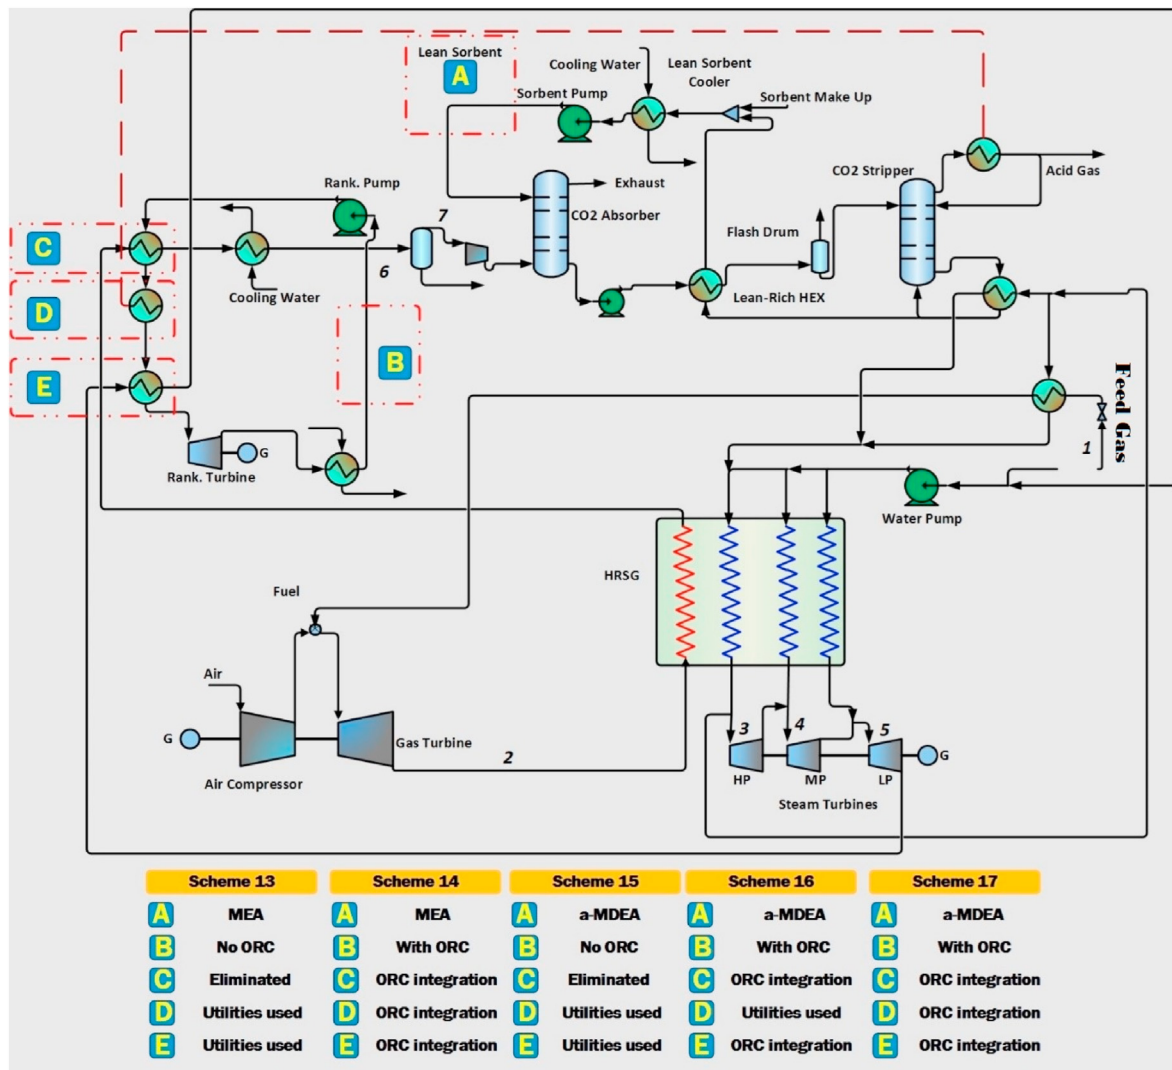 Lean Sorbent
A
Cooling Water
Lean Sorbent
Cooler
Sorbent Pump
Sorbent Make Up
Rank. Pump
Exhaust
CO2 Absorber
CO2 Stripper
Acid Gas
7
C
6
Flash Drum
Cooling Water
Lean-Rich HEX
D
B
E
Feed Gas
1
G
Rank. Turbine
Water Pump
HRSG
Fuel
Air
G
Gas Turbine
2
3
4
5
G
Air Compressor
HP
MP
LP
Steam Turbines
Scheme 13 Scheme 14 Scheme 15 Scheme 16 Scheme 17
A MEA A MEA A a-MDEA A a-MDEA A a-MDEA
B No ORC B With ORC B No ORC B With ORC B With ORC
C Eliminated C ORC integration C Eliminated C ORC integration C ORC integration
D Utilities used D ORC integration D Utilities used D Utilities used D ORC integration
E Utilities used E ORC integration E Utilities used E ORC integration E ORC integration